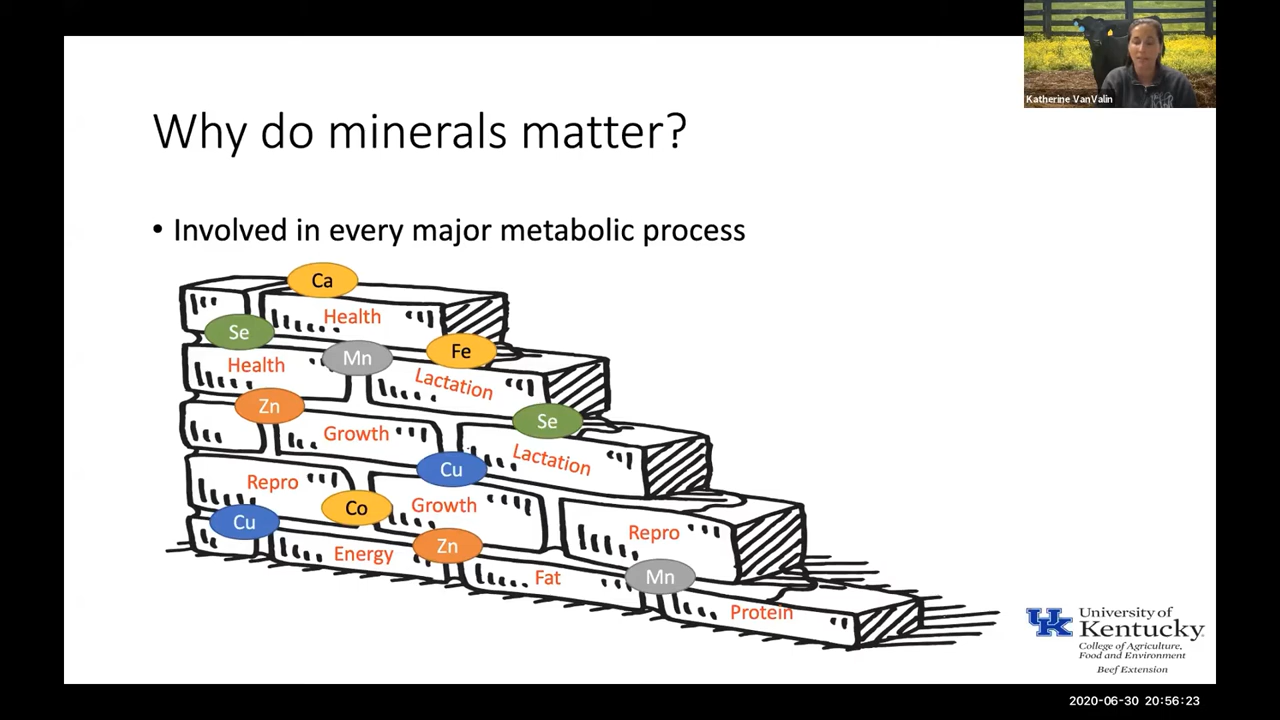 Katherine VanValin
Why do minerals matter?
• Involved in every major metabolic process
Ca
Health
Se
Health
Mn
Fe
Lactation
Zn
Growth
Se
Lactation
Cu
Repro
Co
Growth
Repro
Cu
Energy
Zn
Fat
Mn
Protein
UK
University of
Kentucky
College of Agriculture,
Food and Environment
Beef Extension
2020-06-30 20:56:23